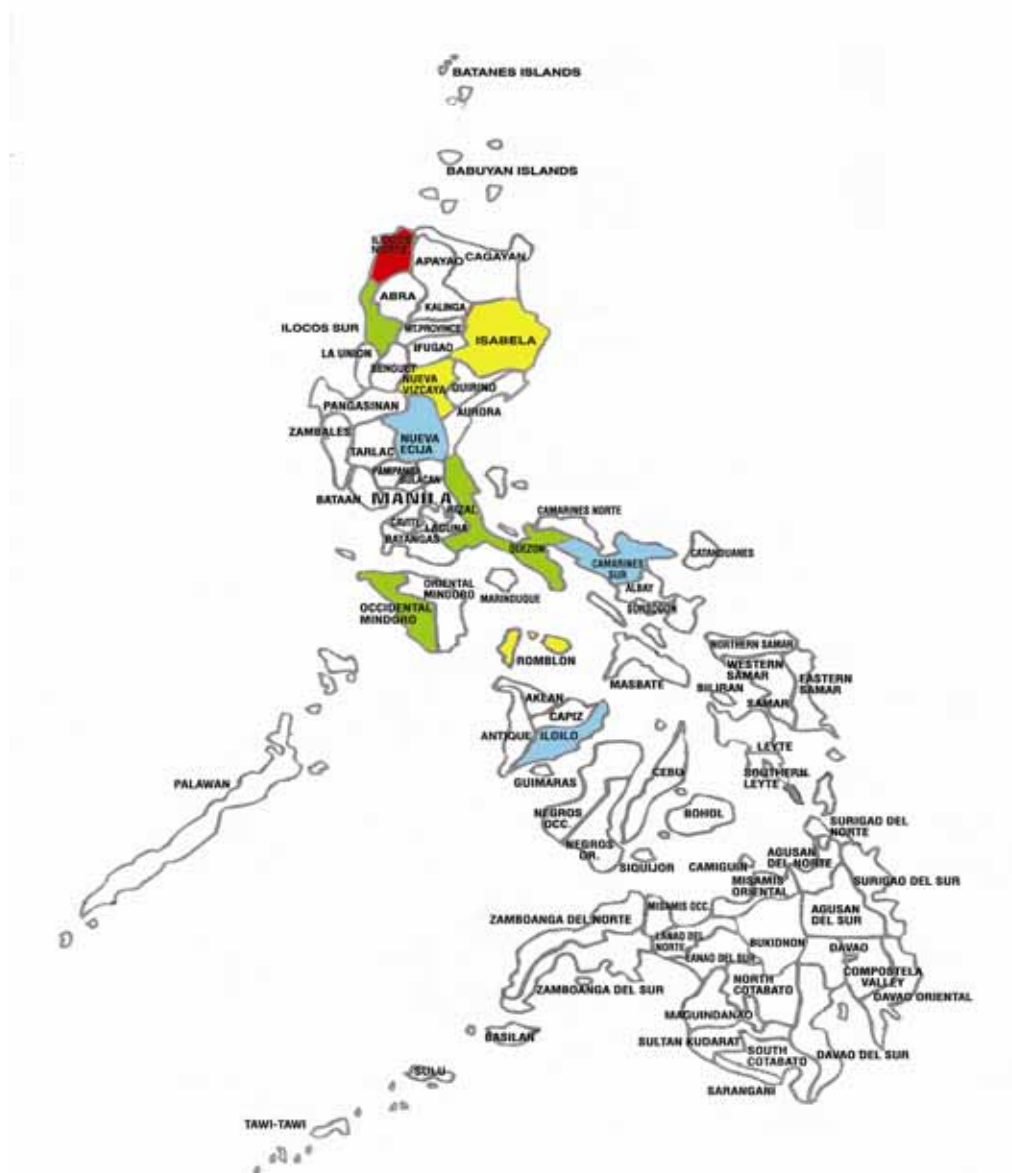 BATANES ISLANDS
BABUYAN ISLANDS
ILOCOS
NORTE
APAYAO
CAGAYAN
ABRA
KALINGA
ILOCOS SUR
MT.PROVINCE
ISABELA
IFUGAO
LA UNION
BENGUET
NUEVA
VIZCAYA
QUIRINO
PANGASINAN
AURORA
ZAMBALES
NUEVA
ECIJA
TARLAC
PAMPANGA
BULACAN
BATAAN
MANILA
RIZAL
CAVITE
LAGUNA
BATANGAS
CAMARINES NORTE
QUEZON
CAMARINES
SUR
CATANDUANES
ALBAY
ORIENTAL
MINDORO
MARINDUQUE
SORSOGON
OCCIDENTAL
MINDORO
ROMBLON
MASBATE
NORTHERN SAMAR
WESTERN
SAMAR
EASTERN
SAMAR
BILIRAN
SAMAR
AKLAN
CAPIZ
ANTIQUE
ILOILO
LEYTE
GUIMARAS
CEBU
SOUTHERN
LEYTE
PALAWAN
NEGROS
OCC.
BOHOL
SURIGAO DEL
NORTE
NEGROS
OR.
SIQUIJOR
CAMIGUIN
AGUSAN
DEL NORTE
MISAMIS
ORIENTAL
SURIGAO DEL SUR
ZAMBOANGA DEL NORTE
MISAMIS OCC.
AGUSAN
DEL SUR
LANAO DEL
NORTE
BUKIDNON
DAVAO
LANAO DEL SUR
ZAMBOANGA DEL SUR
NORTH
COTABATO
COMPOSTELA
VALLEY
DAVAO ORIENTAL
MAGUINDANAO
BASILAN
SULTAN KUDARAT
SOUTH
COTABATO
DAVAO DEL SUR
SULU
SARANGANI
TAWI-TAWI